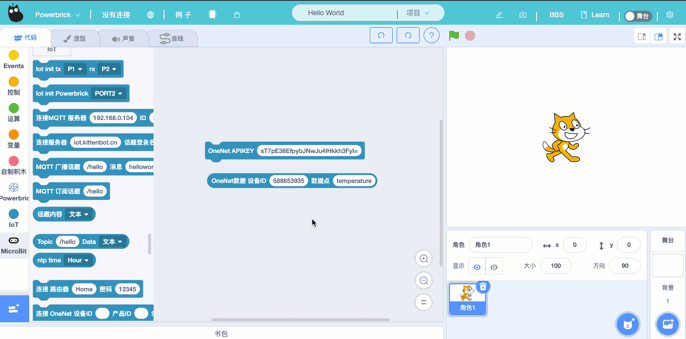 Powerbrick 没有连接 例子 Hello World 项目 BBS Learn 舞台
代码 造型 声音 连线
IoT
Events
控制
运算
变量
自制积木
Powerbric
IoT
MicroBit
Iot init tx P1 rx P2
Iot init Powerbrick PORT2
连接MQTT 服务器 192.168.0.104 ID
连接服务器 iot.kittenbot.cn 话题登录名
MQTT 广播话题 /hello 消息 hellowor
MQTT 订阅话题 /hello
话题内容 文本
Topic /hello Data 文本
ntp time Hour
连接 路由器 Home 密码 12345
连接 OneNet 设备ID 产品ID
OneNet APIKEY sT7pE38EfpybJNwJu4IHkkh3FyI=
OneNet数据 设备ID 588853935 数据点 temperature
书包
角色 角色1 x 0 y 0
显示 大小 100 方向 90
角色1
舞台
背景
1